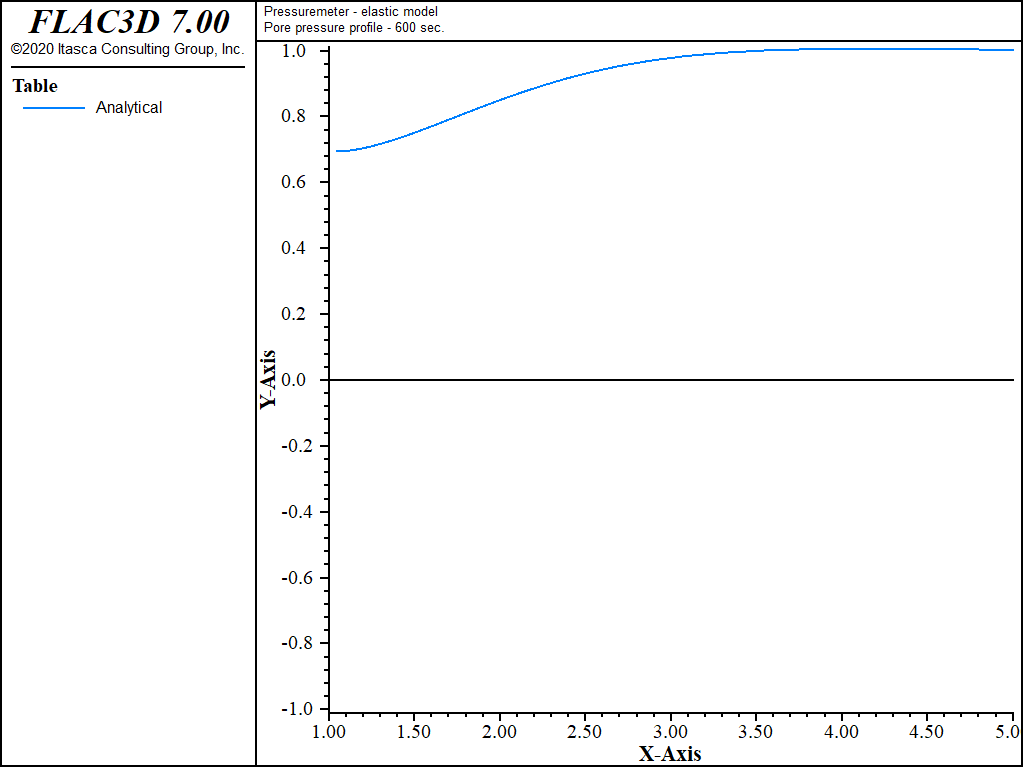 FLAC3D 7.00
©2020 Itasca Consulting Group, Inc.
Table
Analytical
Pressuremeter - elastic model
Pore pressure profile - 600 sec.
1.0
0.8
0.6
0.4
0.2
0.0
-0.2
-0.4
-0.6
-0.8
-1.0
Y-Axis
1.00 1.50 2.00 2.50 3.00 3.50 4.00 4.50 5.0
X-Axis